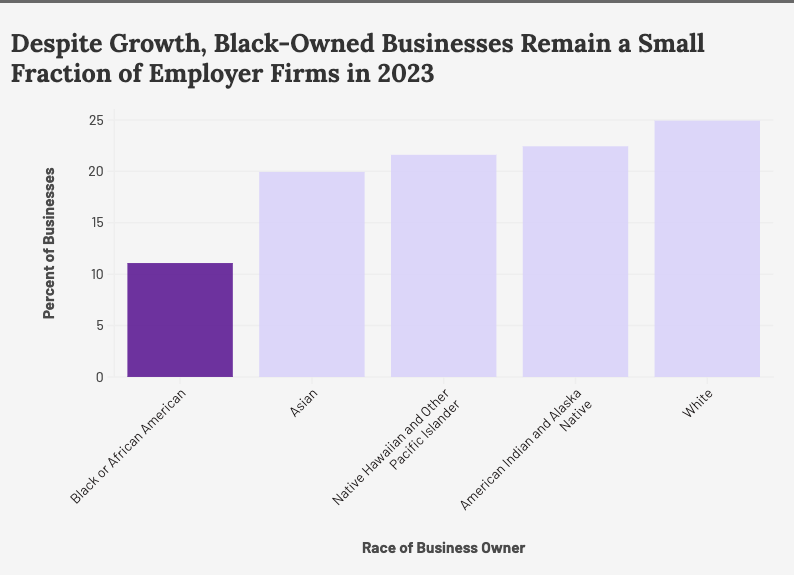 Despite Growth, Black-Owned Businesses Remain a Small
Fraction of Employer Firms in 2023
Percent of Businesses
25
20
15
10
5
0
Black or African American
Asian
Native Hawaiian and Other
Pacific Islander
American Indian and Alaska
Native
White
Race of Business Owner